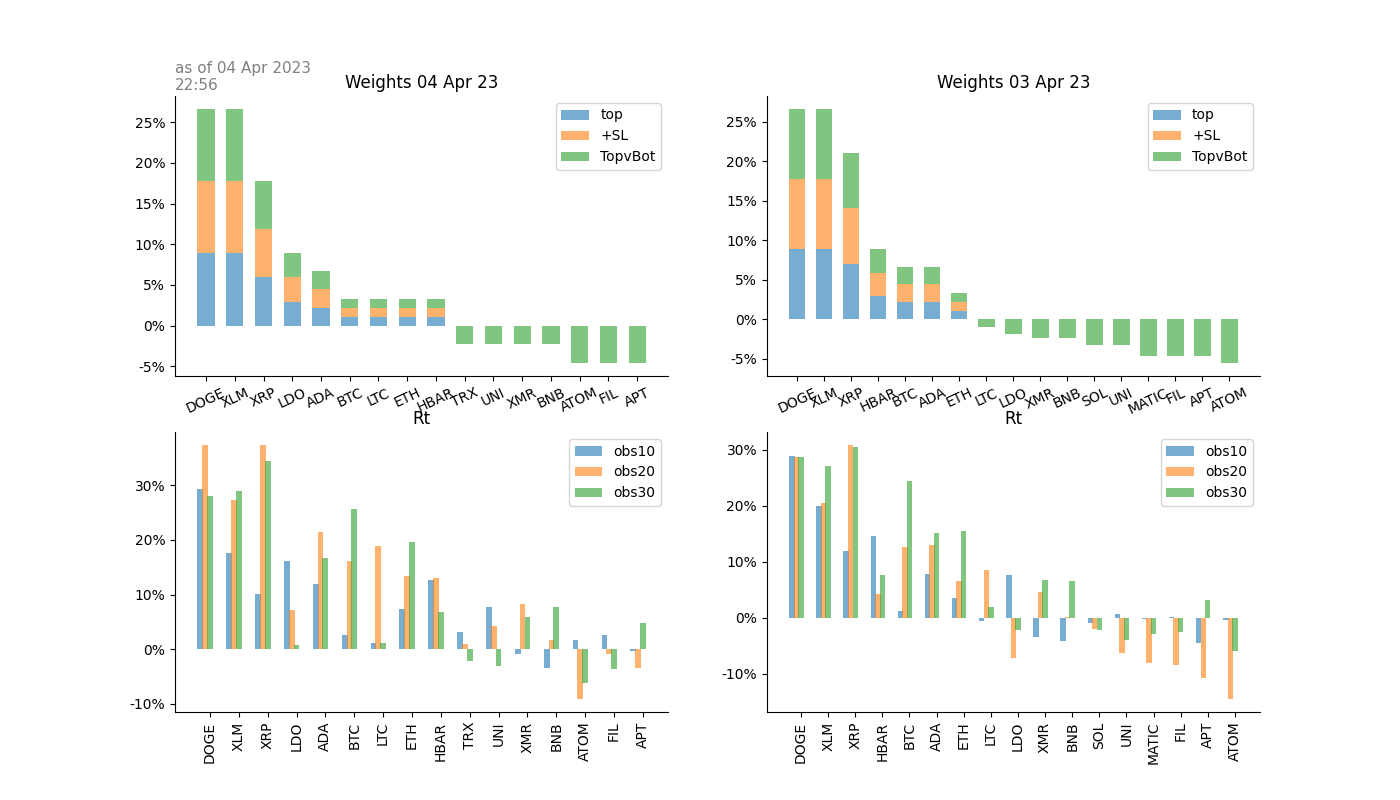 as of 04 Apr 2023
22:56
Weights 04 Apr 23
25%
20%
15%
10%
5%
0%
-5%
top
+SL
TopvBot
DOGE XLM XRP LDO ADA BTC LTC ETH HBAR TRX UNI XMR BNB ATOM FIL APT
Weights 03 Apr 23
25%
20%
15%
10%
5%
0%
-5%
top
+SL
TopvBot
DOGE XLM XRP HBAR BTC ADA ETH LTC LDO XMR BNB SOL UNI MATIC FIL APT ATOM
Rt
30%
20%
10%
0%
-10%
obs10
obs20
obs30
DOGE XLM XRP LDO ADA BTC LTC ETH HBAR TRX UNI XMR BNB ATOM FIL APT
Rt
30%
20%
10%
0%
-10%
obs10
obs20
obs30
DOGE XLM XRP HBAR BTC ADA ETH LTC LDO XMR BNB SOL UNI MATIC FIL APT ATOM